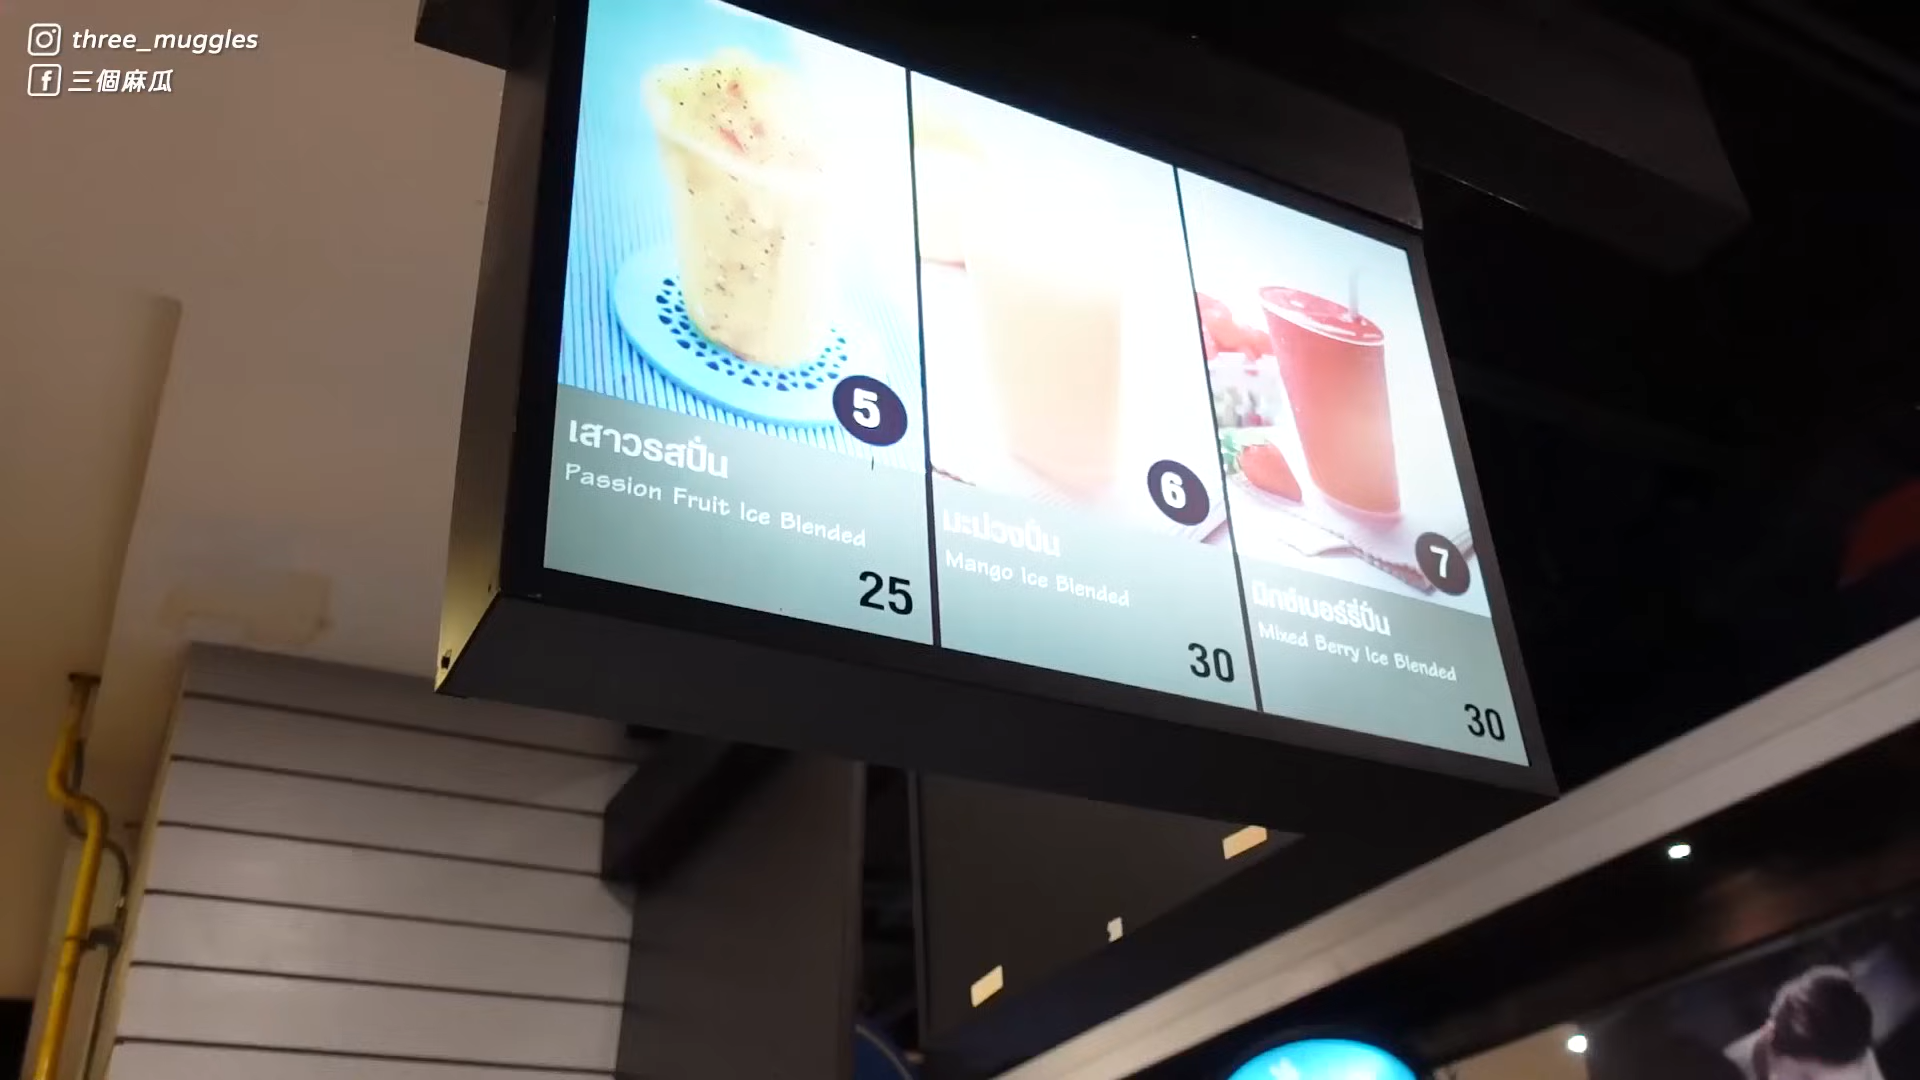 three_muggles
三個麻瓜
5
เสาวรสปั่น
Passion Fruit Ice Blended
25
6
มะม่วงปั่น
Mango Ice Blended
30
7
มิกซ์เบอร์รี่ปั่น
Mixed Berry Ice Blended
30